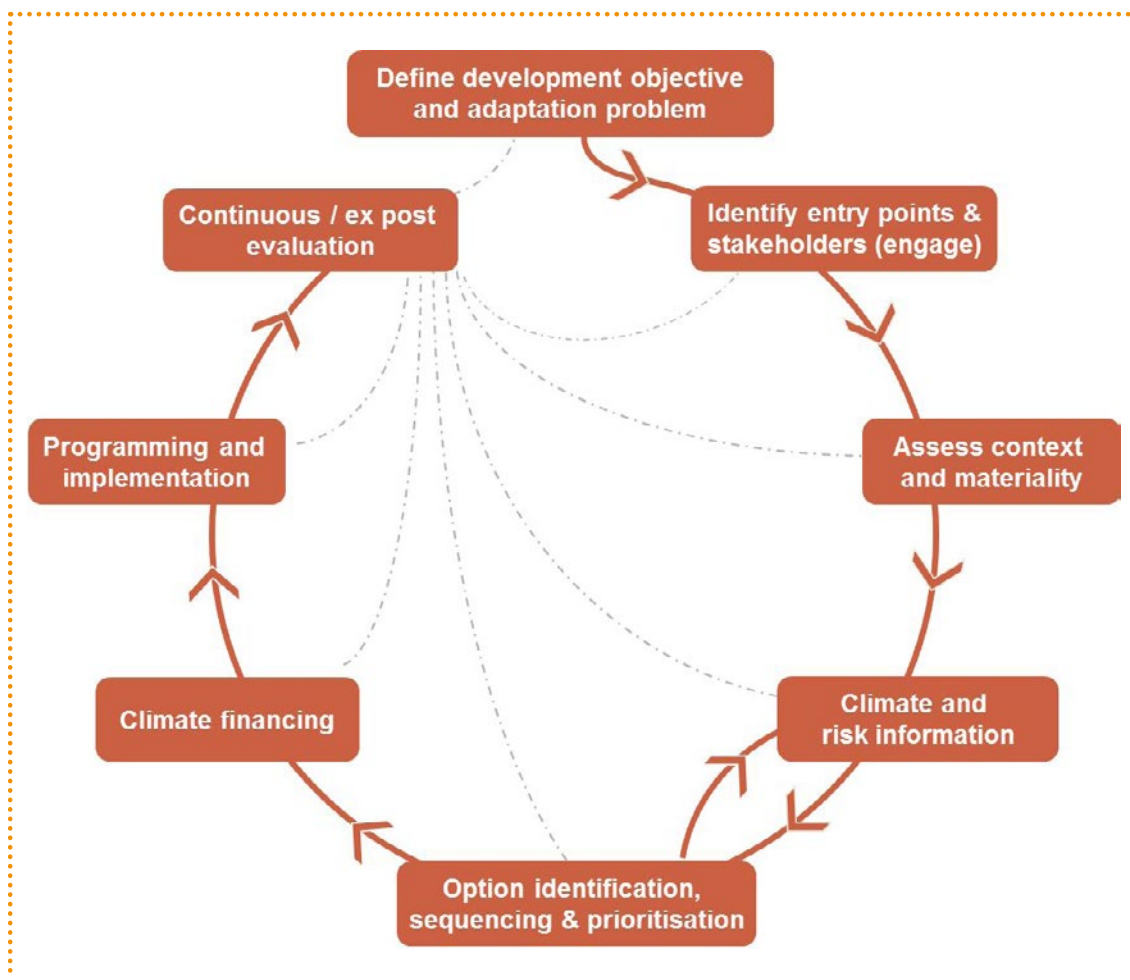 Define development objective
and adaptation problem
Identify entry points &
stakeholders (engage)
Assess context
and materiality
Climate and
risk information
Option identification,
sequencing & prioritisation
Climate financing
Programming and
implementation
Continuous / ex post
evaluation